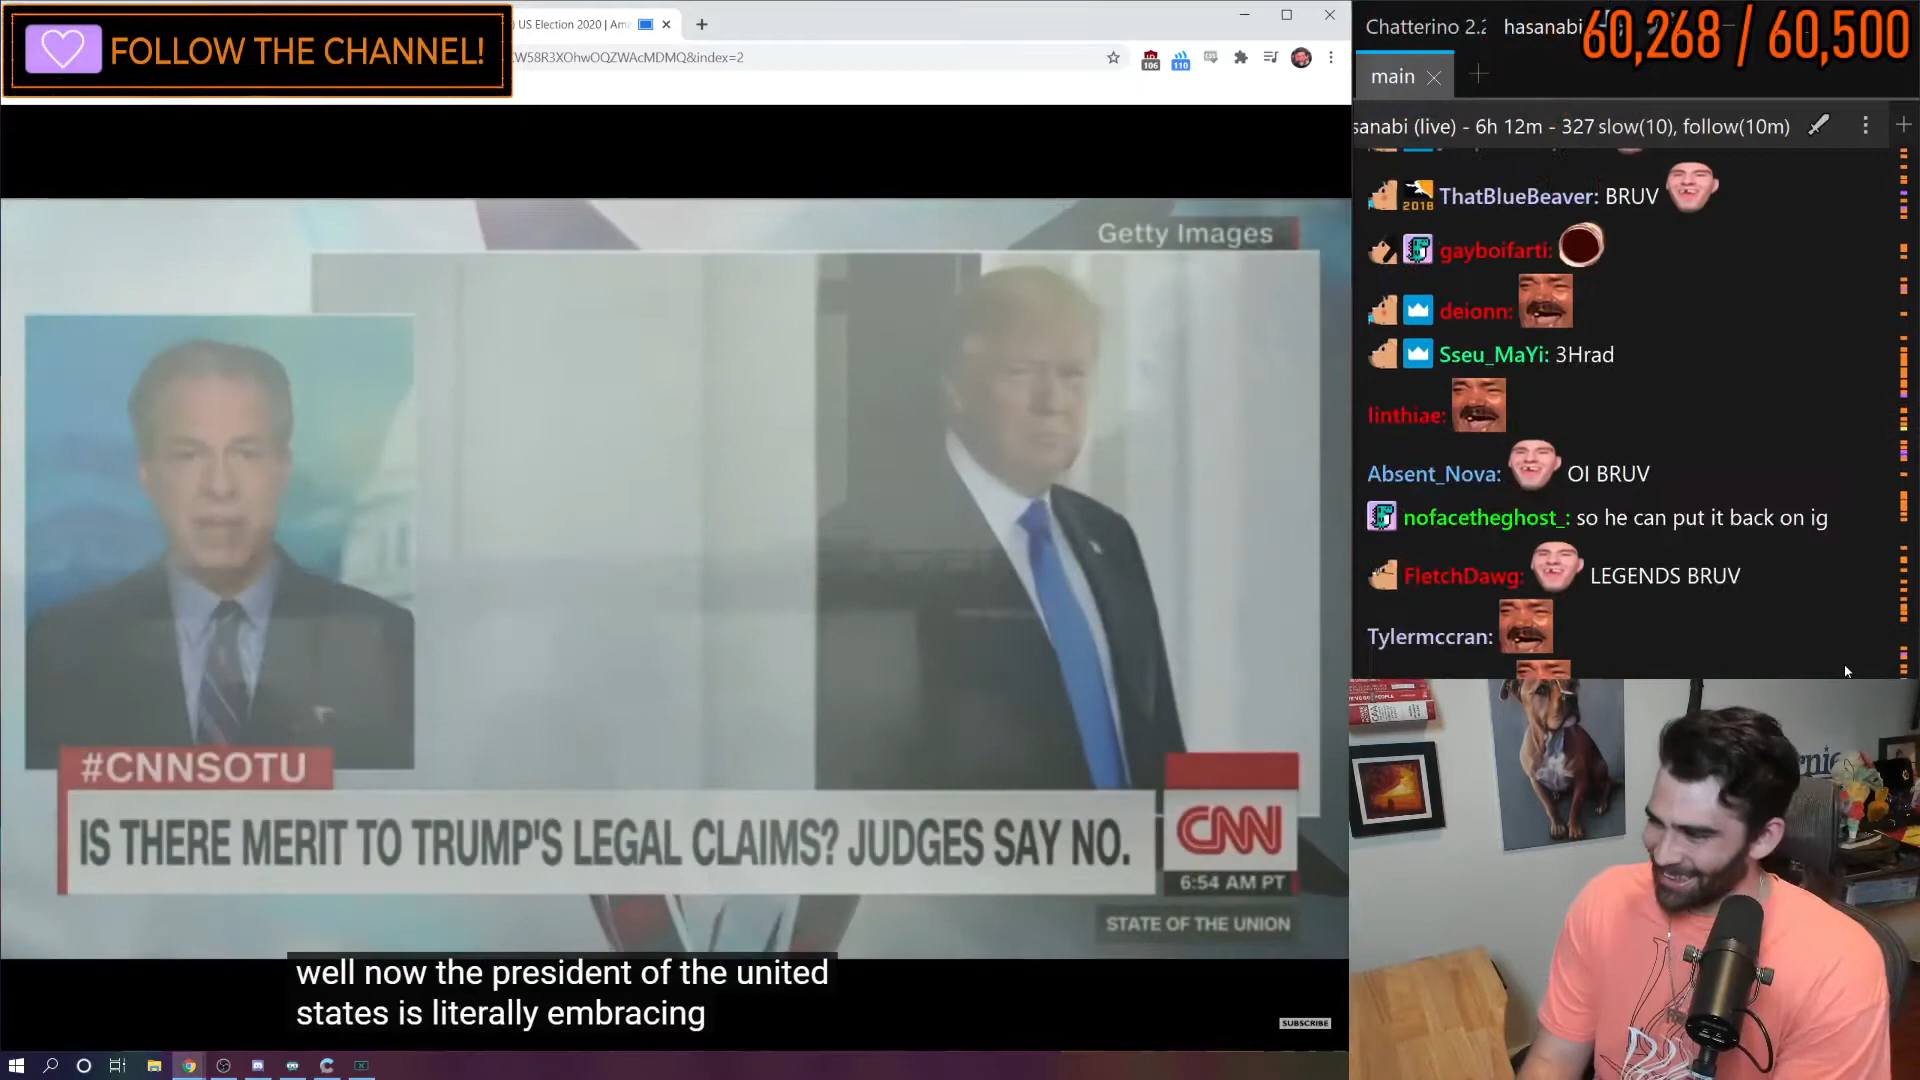 FOLLOW THE CHANNEL!
US Election 2020 | Am
W58R3XOhwOQZWAcMDMQ&index=2
106
110
Chatterino 2.2
hasanabi
60,268 / 60,500
main
sanabi (live) - 6h 12m - 327 slow(10), follow(10m)
2018 ThatBlueBeaver: BRUV
gayboifarti:
deionn:
Sseu_MaYi: 3Hrad
linthiae:
Absent_Nova: OI BRUV
nofacetheghost_: so he can put it back on ig
FletchDawg: LEGENDS BRUV
Tylermccran:
Getty Images
#CNNSOTU
IS THERE MERIT TO TRUMP'S LEGAL CLAIMS? JUDGES SAY NO.
CNN
6:54 AM PT
STATE OF THE UNION
well now the president of the united
states is literally embracing
SUBSCRIBE